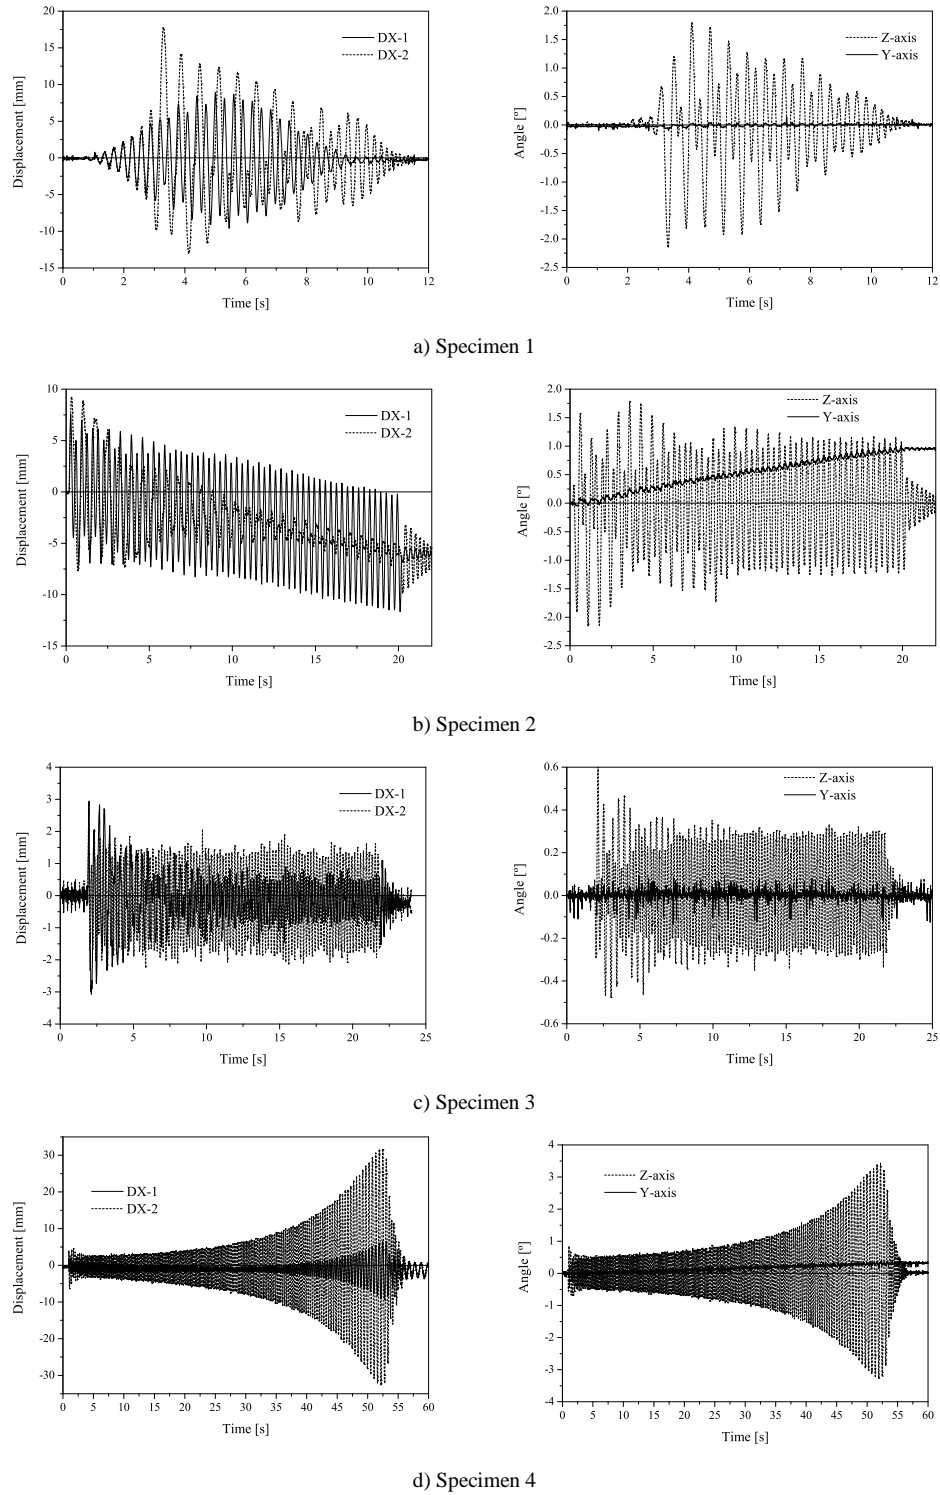 20
15
10
5
0
-5
-10
-15
Displacement [mm]
DX-1
DX-2
0 2 4 6 8 10 12
Time [s]
2.0
1.5
1.0
0.5
0.0
-0.5
-1.0
-1.5
-2.0
-2.5
Angle [º]
Z-axis
Y-axis
0 2 4 6 8 10 12
Time [s]
a) Specimen 1
10
5
0
-5
-10
-15
Displacement [mm]
DX-1
DX-2
0 5 10 15 20
Time [s]
2.0
1.5
1.0
0.5
0.0
-0.5
-1.0
-1.5
-2.0
-2.5
Angle [º]
Z-axis
Y-axis
0 5 10 15 20
Time [s]
b) Specimen 2
4
3
2
1
0
-1
-2
-3
-4
Displacement [mm]
DX-1
DX-2
0 5 10 15 20 25
Time [s]
0.6
0.4
0.2
0.0
-0.2
-0.4
-0.6
Angle [º]
Z-axis
Y-axis
0 5 10 15 20 25
Time [s]
c) Specimen 3
30
20
10
0
-10
-20
-30
Displacement [mm]
DX-1
DX-2
0 5 10 15 20 25 30 35 40 45 50 55 60
Time [s]
4
3
2
1
0
-1
-2
-3
-4
Angle [º]
Z-axis
Y-axis
0 5 10 15 20 25 30 35 40 45 50 55 60
Time [s]
d) Specimen 4